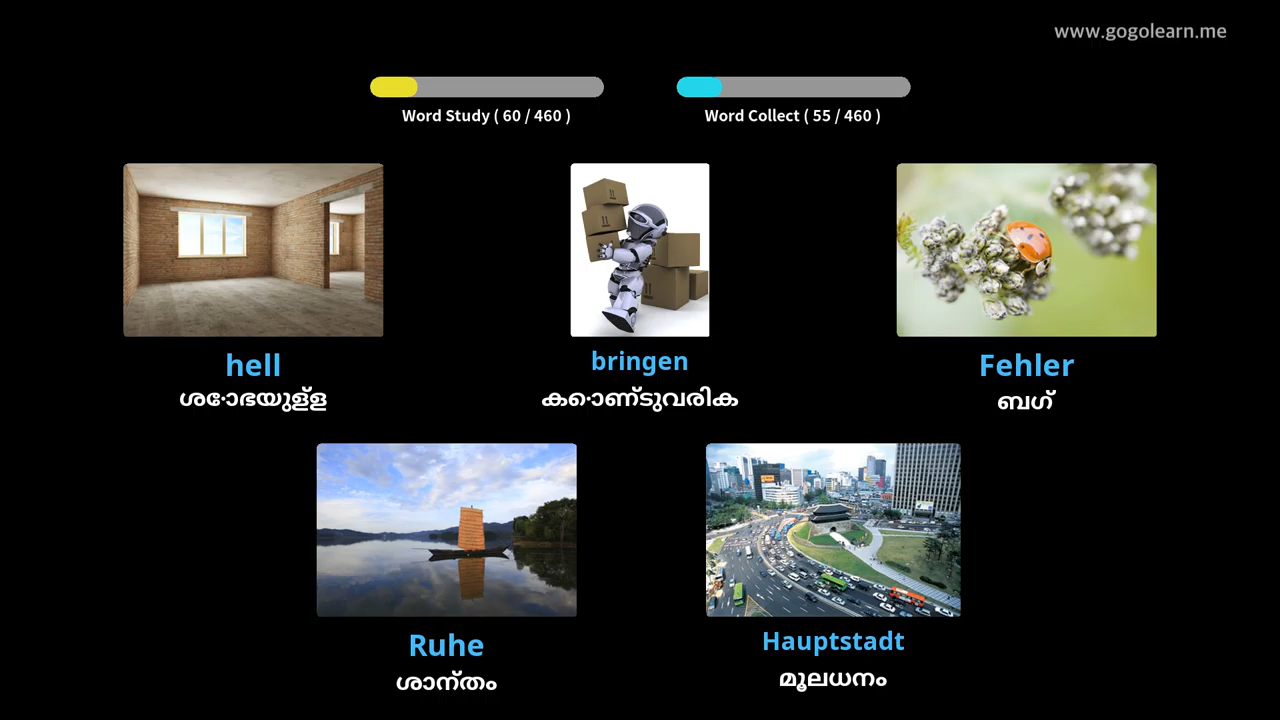 www.gogolearn.me
Word Study ( 60 / 460 )
Word Collect ( 55 / 460 )
hell
ശോഭയുള്ള
bringen
കൊണ്ടുവരിക
Fehler
ബഗ്
Ruhe
ശാന്തം
Hauptstadt
മൂലധനം